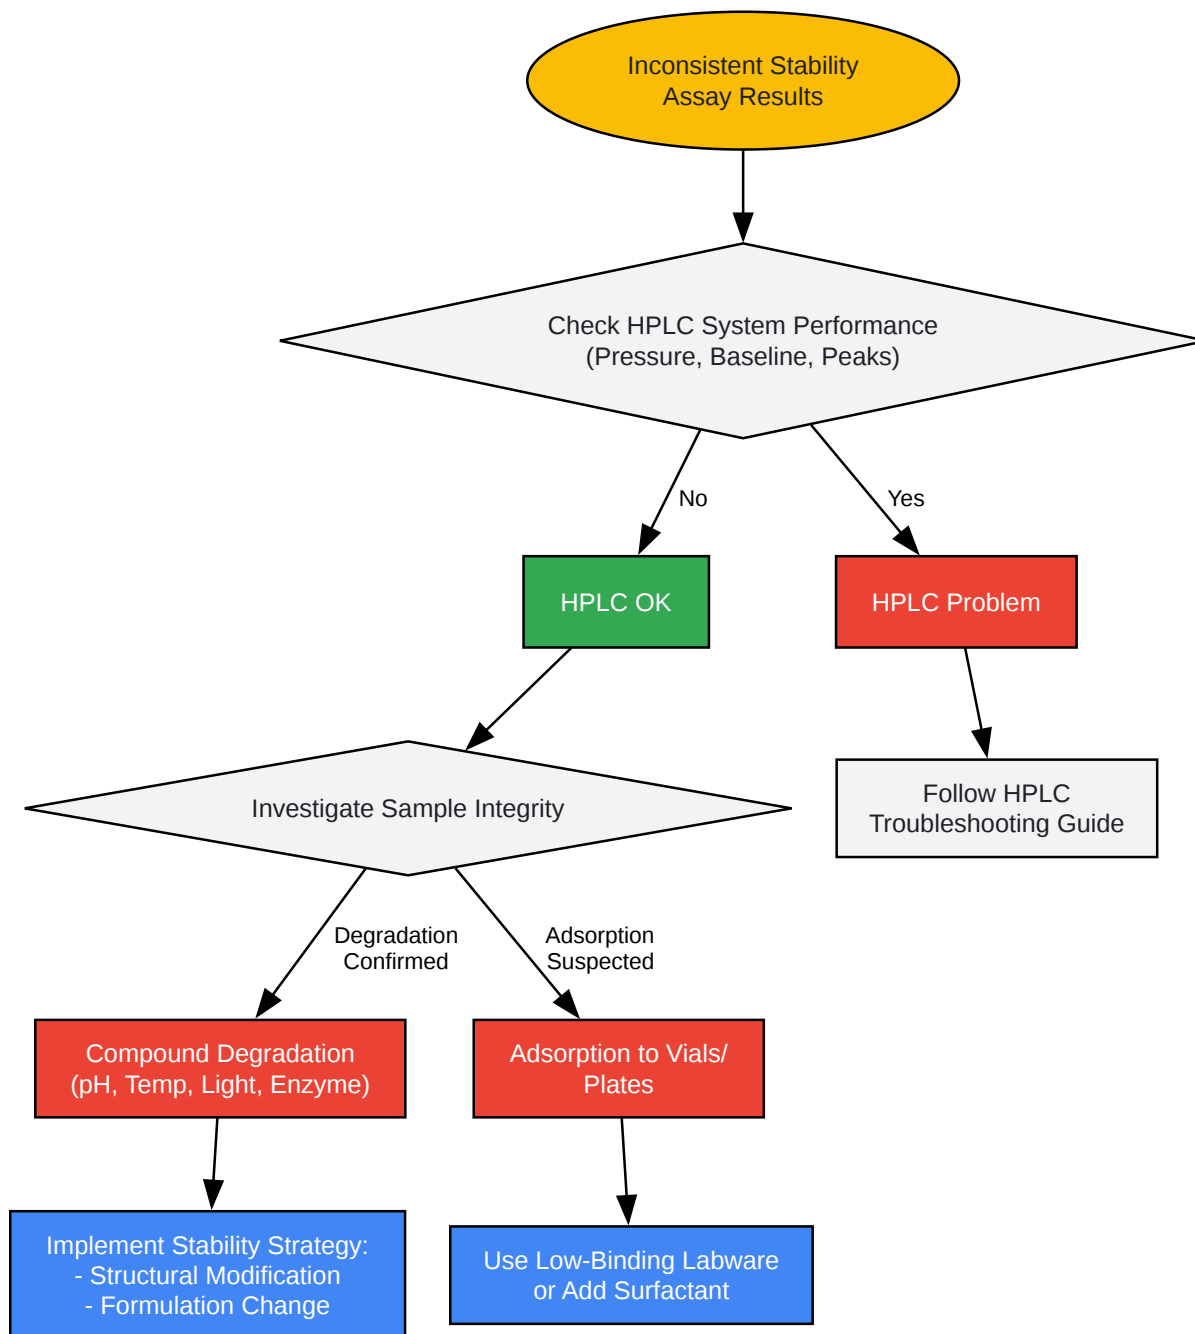 Inconsistent Stability
Assay Results
Check HPLC System Performance
(Pressure, Baseline, Peaks)
No
Yes
HPLC OK
HPLC Problem
Investigate Sample Integrity
Follow HPLC
Troubleshooting Guide
Degradation
Confirmed
Adsorption
Suspected
Compound Degradation
(pH, Temp, Light, Enzyme)
Adsorption to Vials/
Plates
Implement Stability Strategy:
- Structural Modification
- Formulation Change
Use Low-Binding Labware
or Add Surfactant